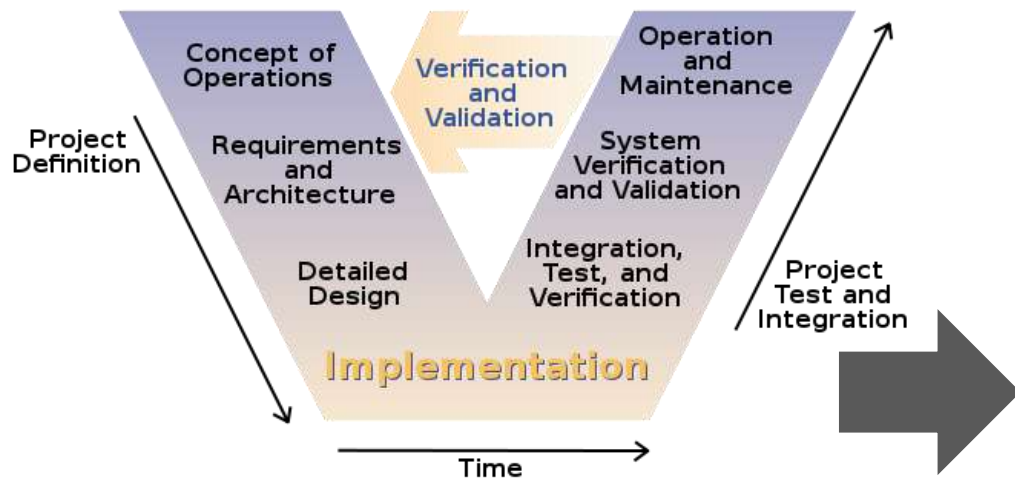 Concept of
Operations
Verification
and
Validation
Operation
and
Maintenance
Project
Definition
Requirements
and
Architecture
System
Verification
and Validation
Detailed
Design
Integration,
Test, and
Verification
Project
Test and
Integration
Implementation
Time